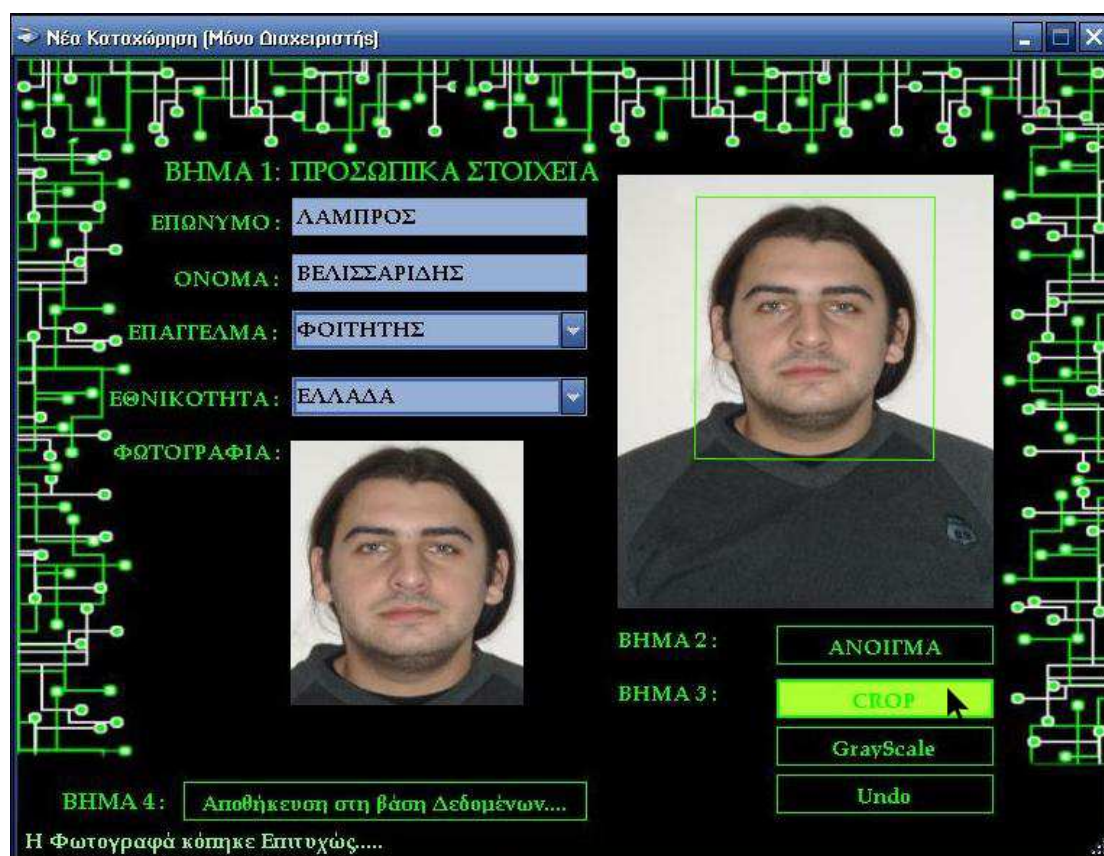 Νέα Καταχώρηση (Μόνο Διαχειριστής)
ΒΗΜΑ 1: ΠΡΟΣΩΠΙΚΑ ΣΤΟΙΧΕΙΑ
ΕΠΩΝΥΜΟ : ΛΑΜΠΡΟΣ
ΟΝΟΜΑ : ΒΕΛΙΣΣΑΡΙΔΗΣ
ΕΠΑΓΓΕΛΜΑ : ΦΟΙΤΗΤΗΣ
ΕΘΝΙΚΟΤΗΤΑ : ΕΛΛΑΔΑ
ΦΩΤΟΓΡΑΦΙΑ :
ΒΗΜΑ 2 : ΑΝΟΙΓΜΑ
ΒΗΜΑ 3 : CROP
GrayScale
Undo
ΒΗΜΑ 4 : Αποθήκευση στη βάση Δεδομένων....
Η Φωτογραφά κόπηκε Επιτυχώς.....